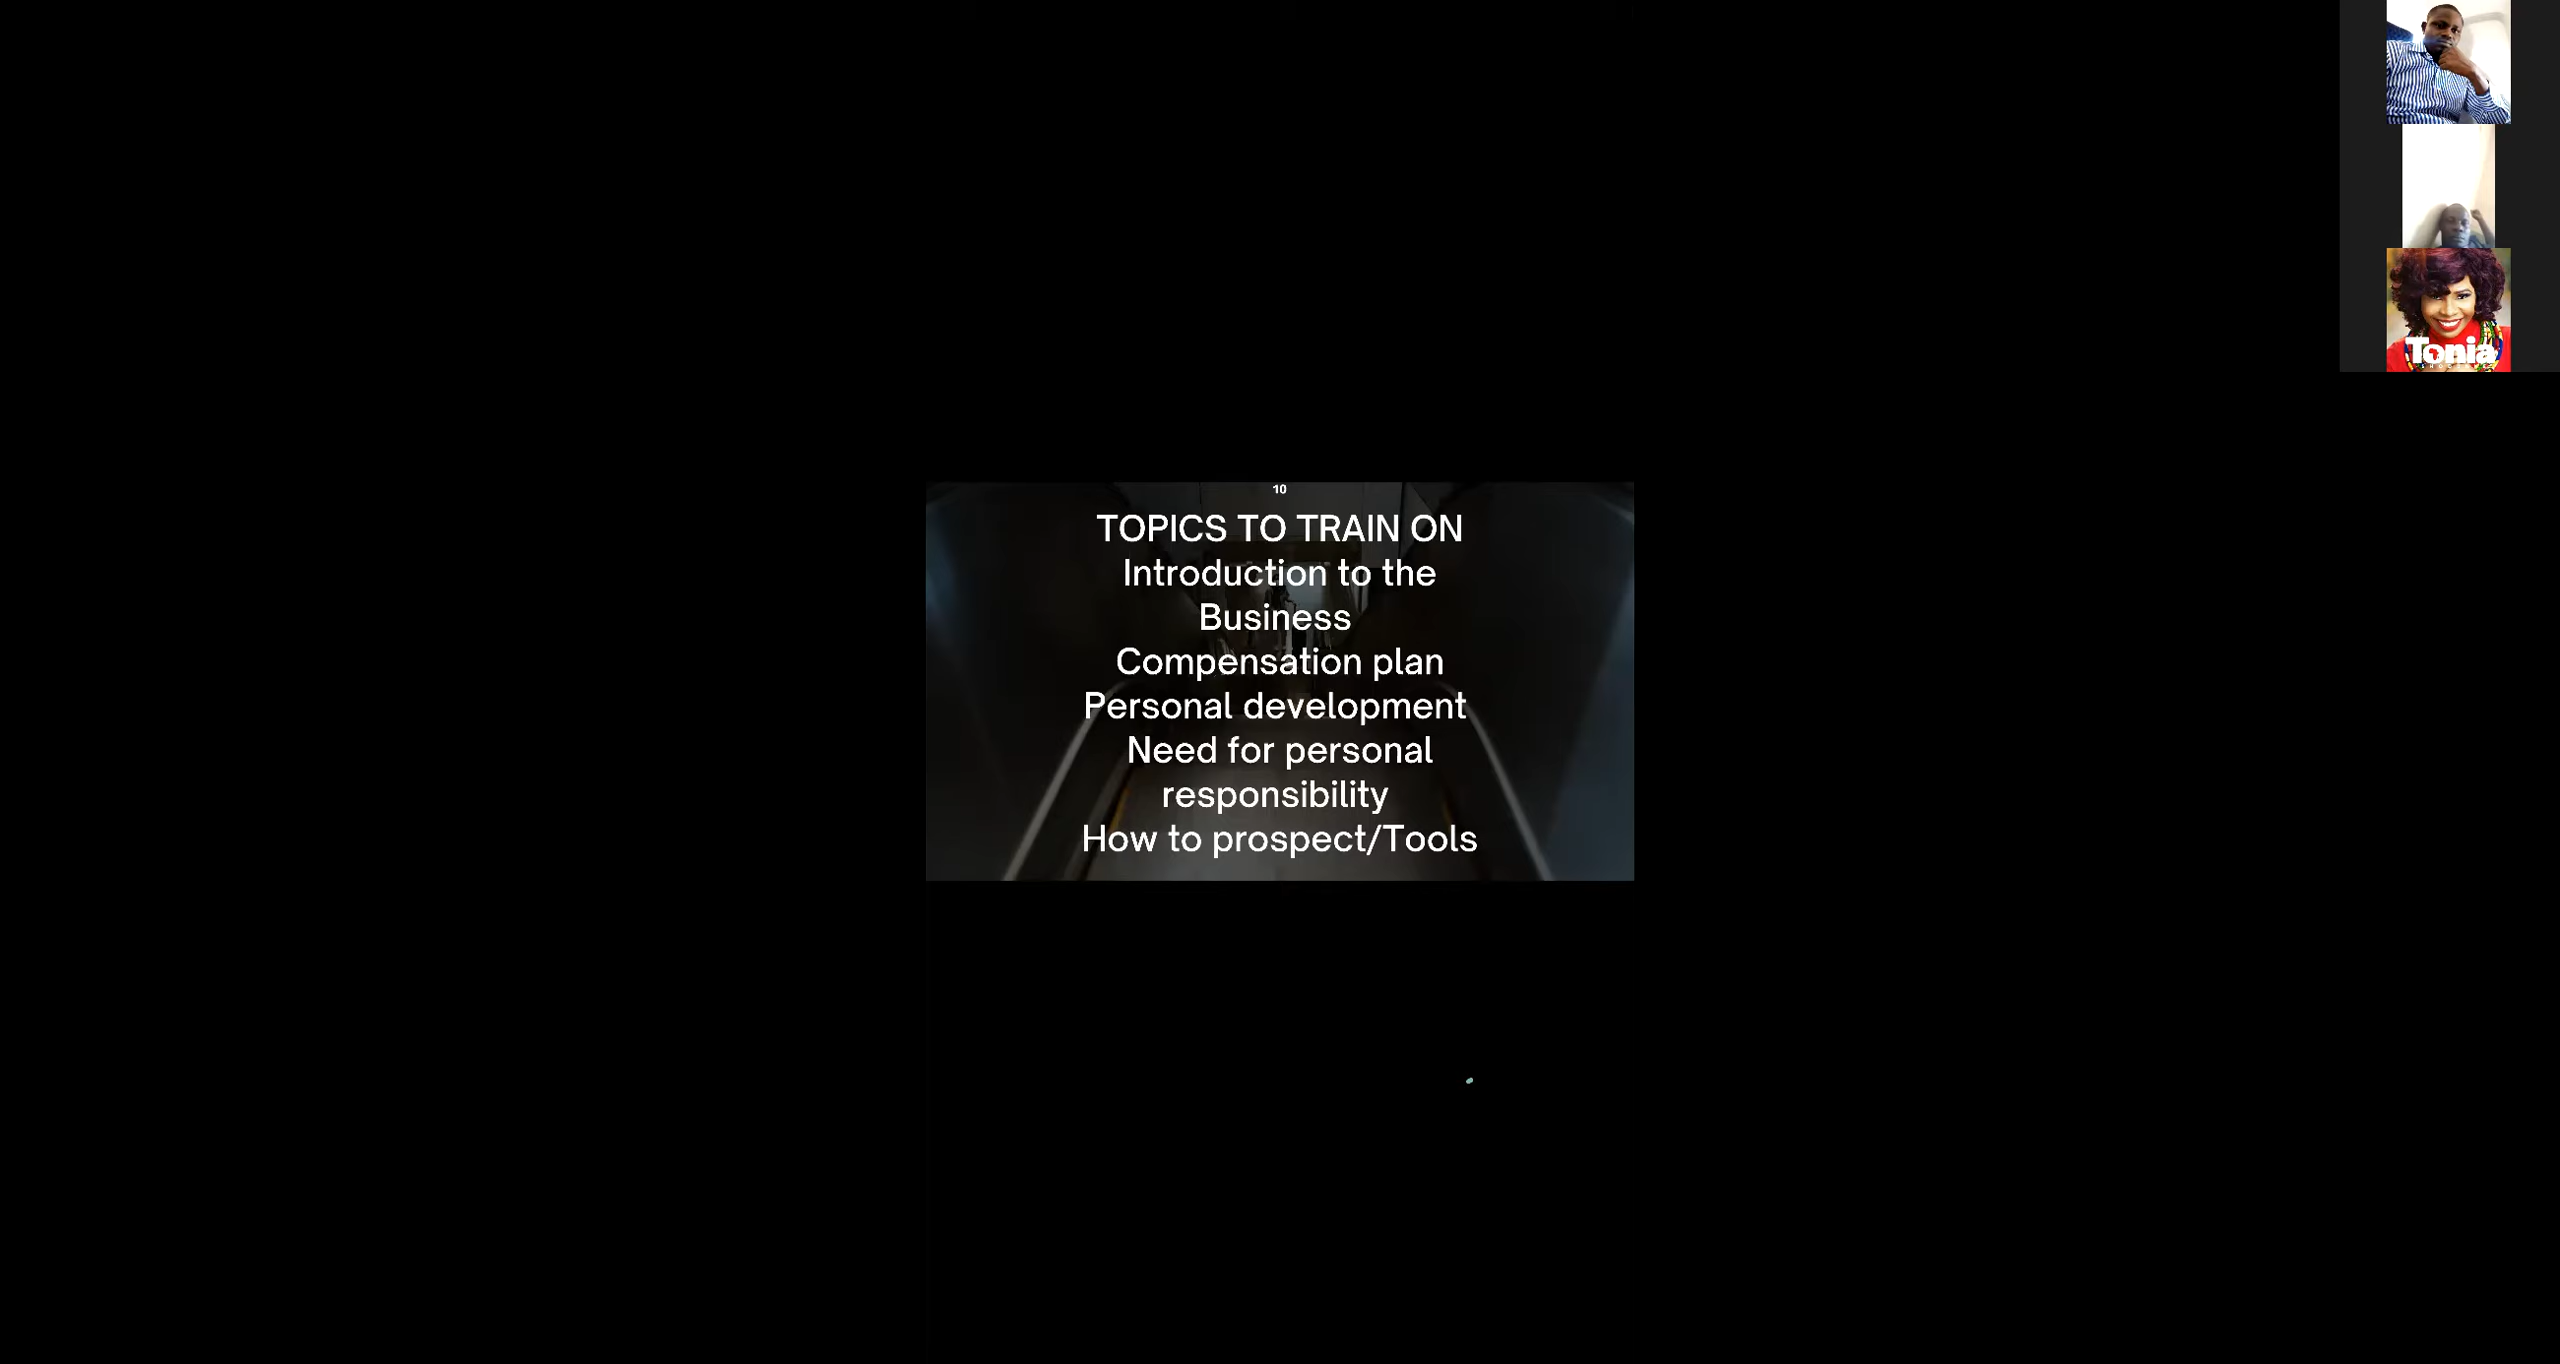 10
TOPICS TO TRAIN ON
Introduction to the
Business
Compensation plan
Personal development
Need for personal
responsibility
How to prospect/Tools
Tonia